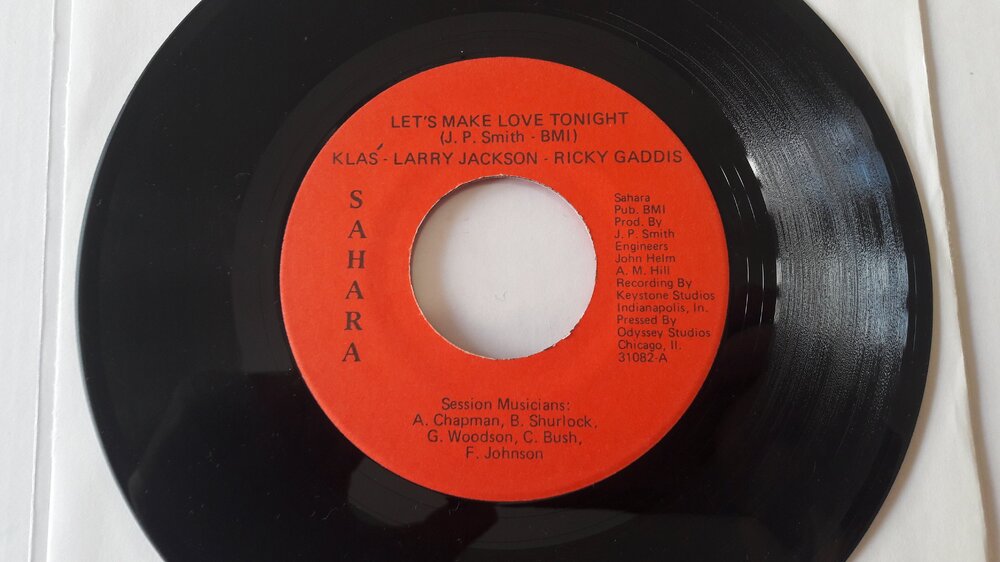 LET'S MAKE LOVE TONIGHT
(J. P. Smith - BMI)
KLAŚ - LARRY JACKSON - RICKY GADDIS
SAHARA
Sahara
Pub. BMI
Prod. By
J. P. Smith
Engineers
John Helm
A. M. Hill
Recording By
Keystone Studios
Indianapolis, In.
Pressed By
Odyssey Studios
Chicago, Il.
31082-A
Session Musicians:
A. Chapman, B. Shurlock,
G. Woodson, C. Bush,
F. Johnson